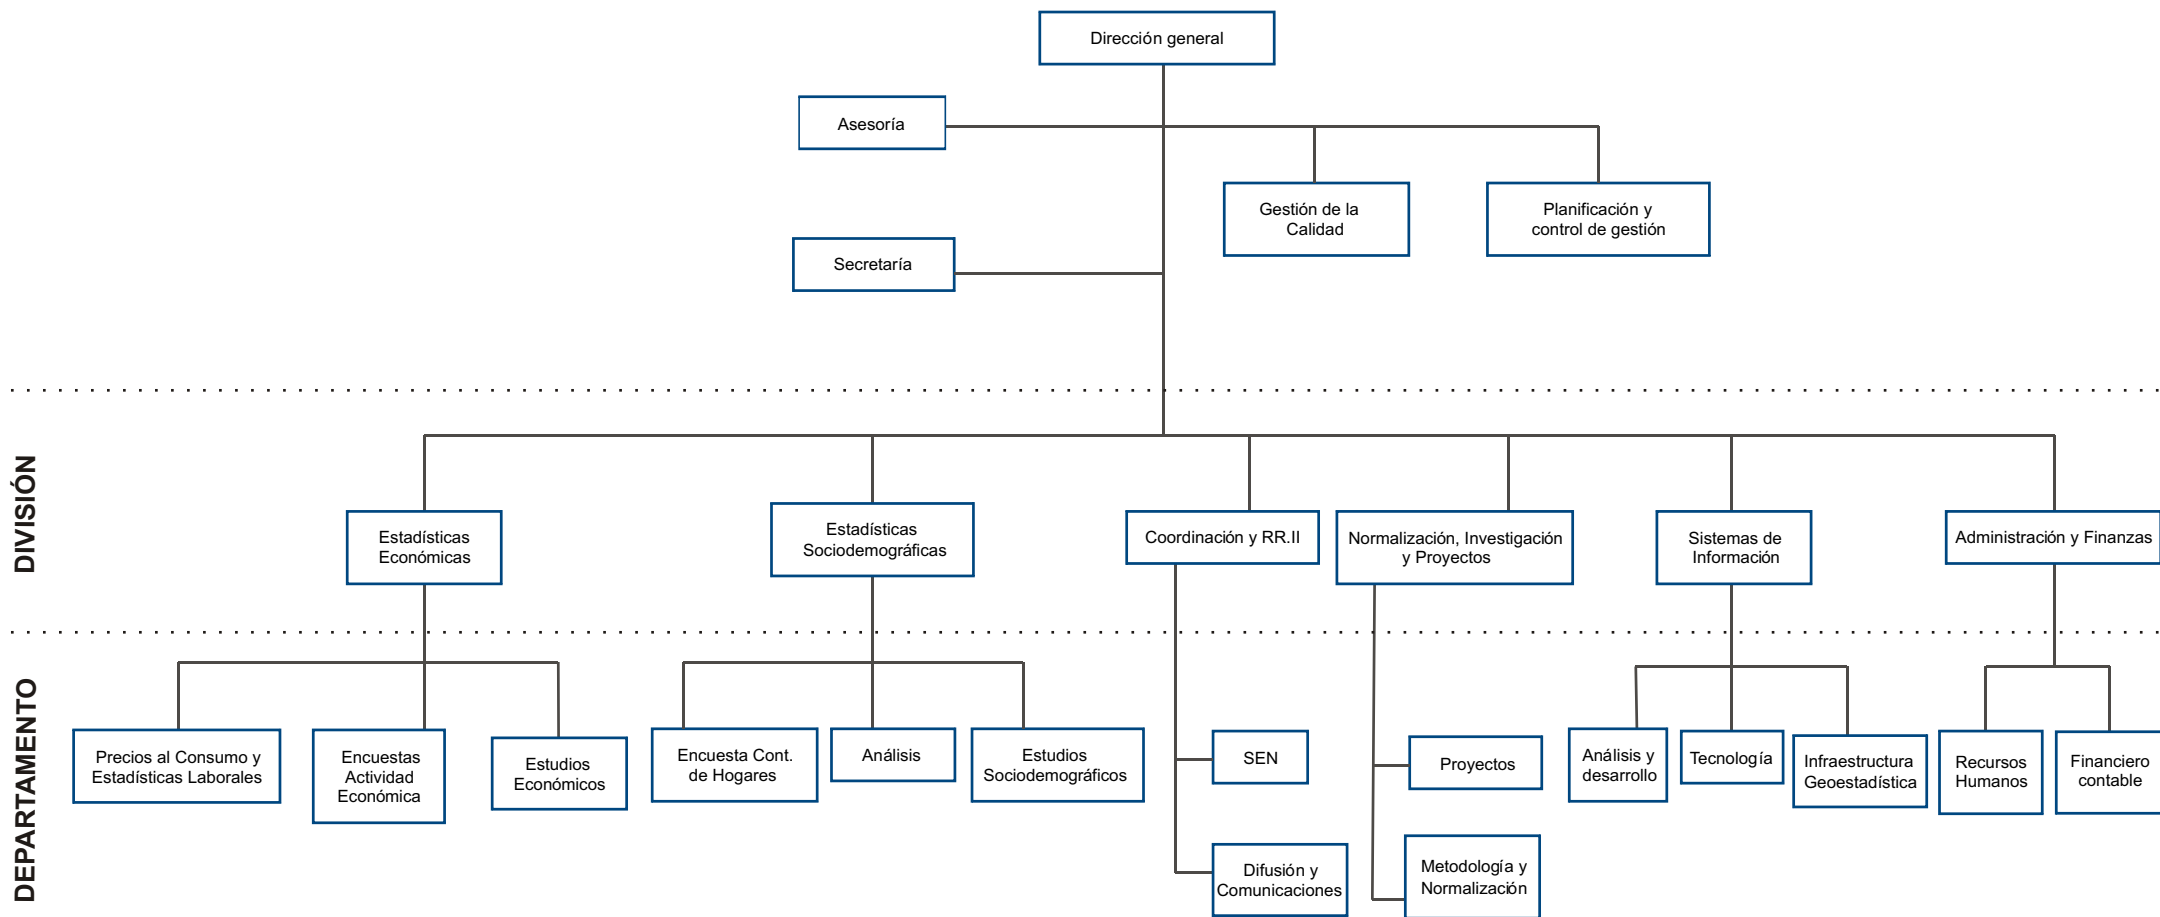 Dirección general
Asesoría
Gestión de la
Calidad
Planificación y
control de gestión
Secretaría
DIVISIÓN
Estadísticas
Económicas
Estadísticas
Sociodemográficas
Coordinación y RR.II
Normalización, Investigación
y Proyectos
Sistemas de
Información
Administración y Finanzas
DEPARTAMENTO
Precios al Consumo y
Estadísticas Laborales
Encuestas
Actividad
Económica
Estudios
Económicos
Encuesta Cont.
de Hogares
Análisis
Estudios
Sociodemográficos
SEN
Proyectos
Análisis y
desarrollo
Tecnología
Infraestructura
Geoestadística
Recursos
Humanos
Financiero
contable
Difusión y
Comunicaciones
Metodología y
Normalización